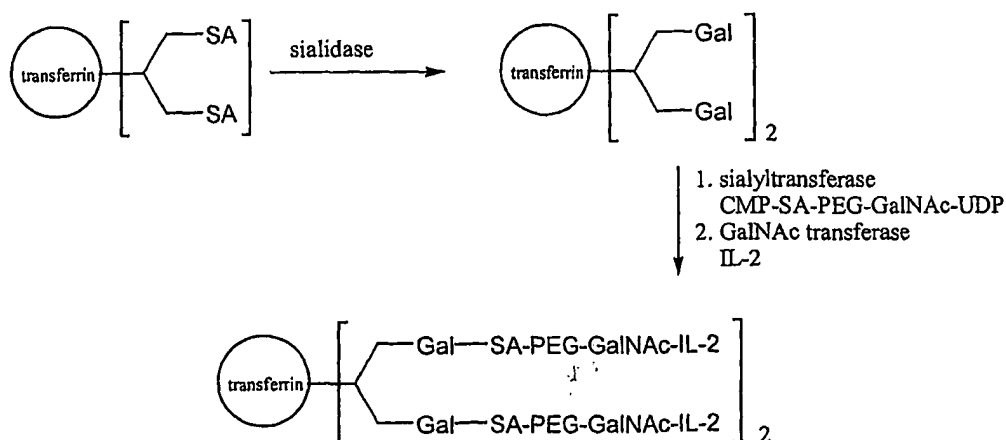 SA
sialidase
transferrin
SA
Gal
transferrin
Gal
2
1. sialyltransferase
CMP-SA-PEG-GalNAc-UDP
2. GalNAc transferase
IL-2
Gal—SA-PEG-GalNAc-IL-2
transferrin
Gal—SA-PEG-GalNAc-IL-2
2